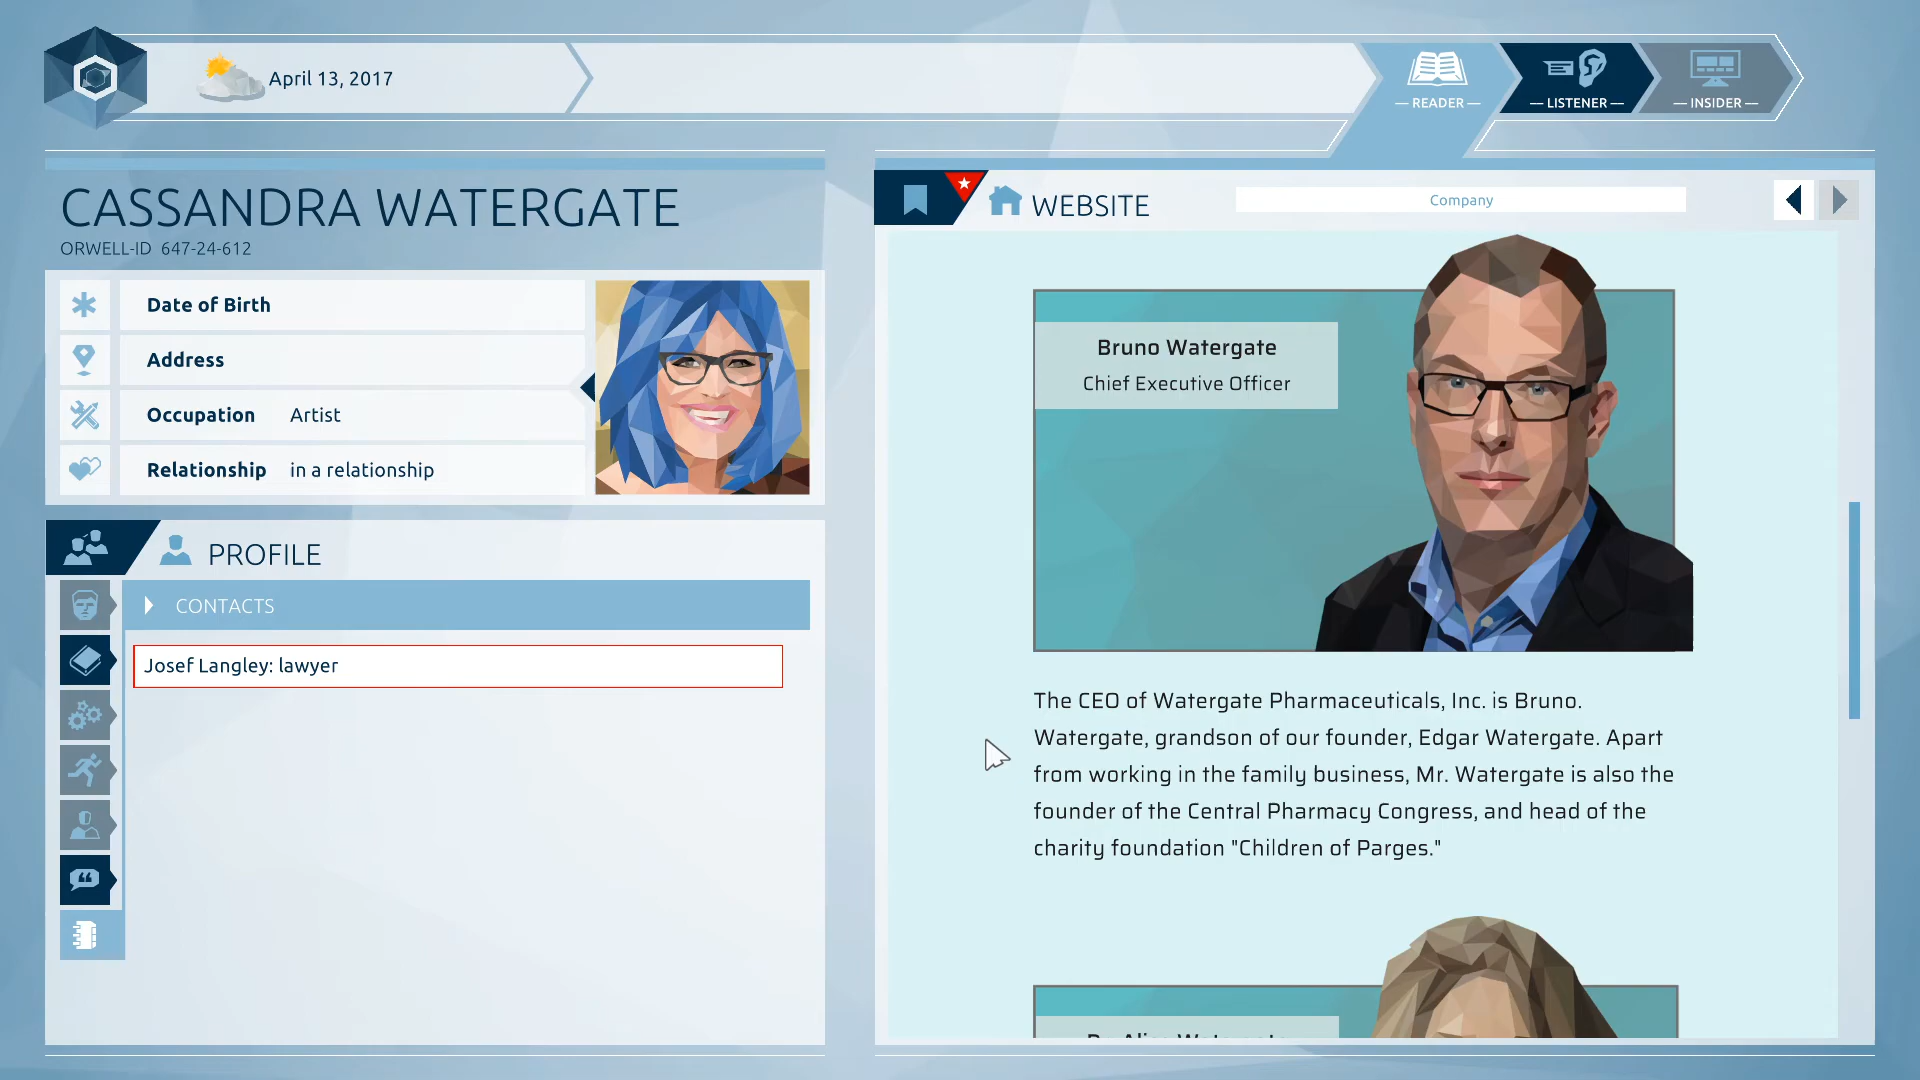 April 13, 2017
— READER —
— LISTENER —
— INSIDER —
CASSANDRA WATERGATE
ORWELL-ID 647-24-612
Date of Birth
Address
Occupation Artist
Relationship in a relationship
PROFILE
CONTACTS
Josef Langley: lawyer
WEBSITE
Company
Bruno Watergate
Chief Executive Officer
The CEO of Watergate Pharmaceuticals, Inc. is Bruno.
Watergate, grandson of our founder, Edgar Watergate. Apart
from working in the family business, Mr. Watergate is also the
founder of the Central Pharmacy Congress, and head of the
charity foundation "Children of Parges."